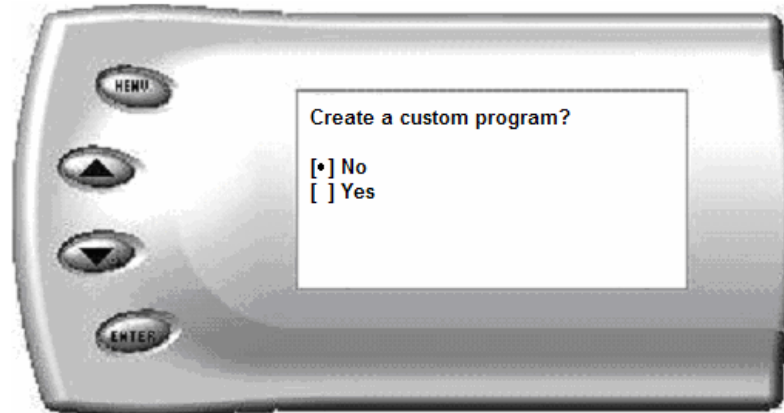 MENU
Create a custom program?
[•] No
[ ] Yes
ENTER